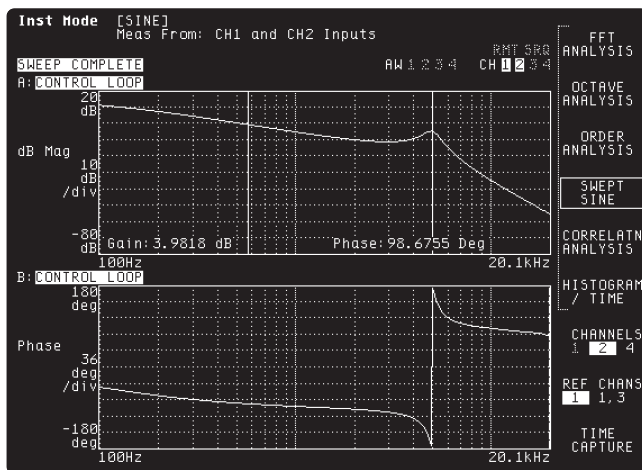 Inst Mode [SINE]
Meas From: CH1 and CH2 Inputs
RMT SRQ
SWEEP COMPLETE AW 1 2 3 4 CH 1 2 3 4
A: CONTROL LOOP
20
dB
dB Mag
10
dB
/div
-80
dB
Gain:3.9818 dB Phase:98.6755 Deg
100Hz 20.1kHz
B: CONTROL LOOP
180
deg
Phase
36
deg
/div
-180
deg
100Hz 20.1kHz
FFT
ANALYSIS
OCTAVE
ANALYSIS
ORDER
ANALYSIS
SWEPT
SINE
CORRELATN
ANALYSIS
HISTOGRAM
/ TIME
CHANNELS
1 2 4
REF CHANS
1 1,3
TIME
CAPTURE